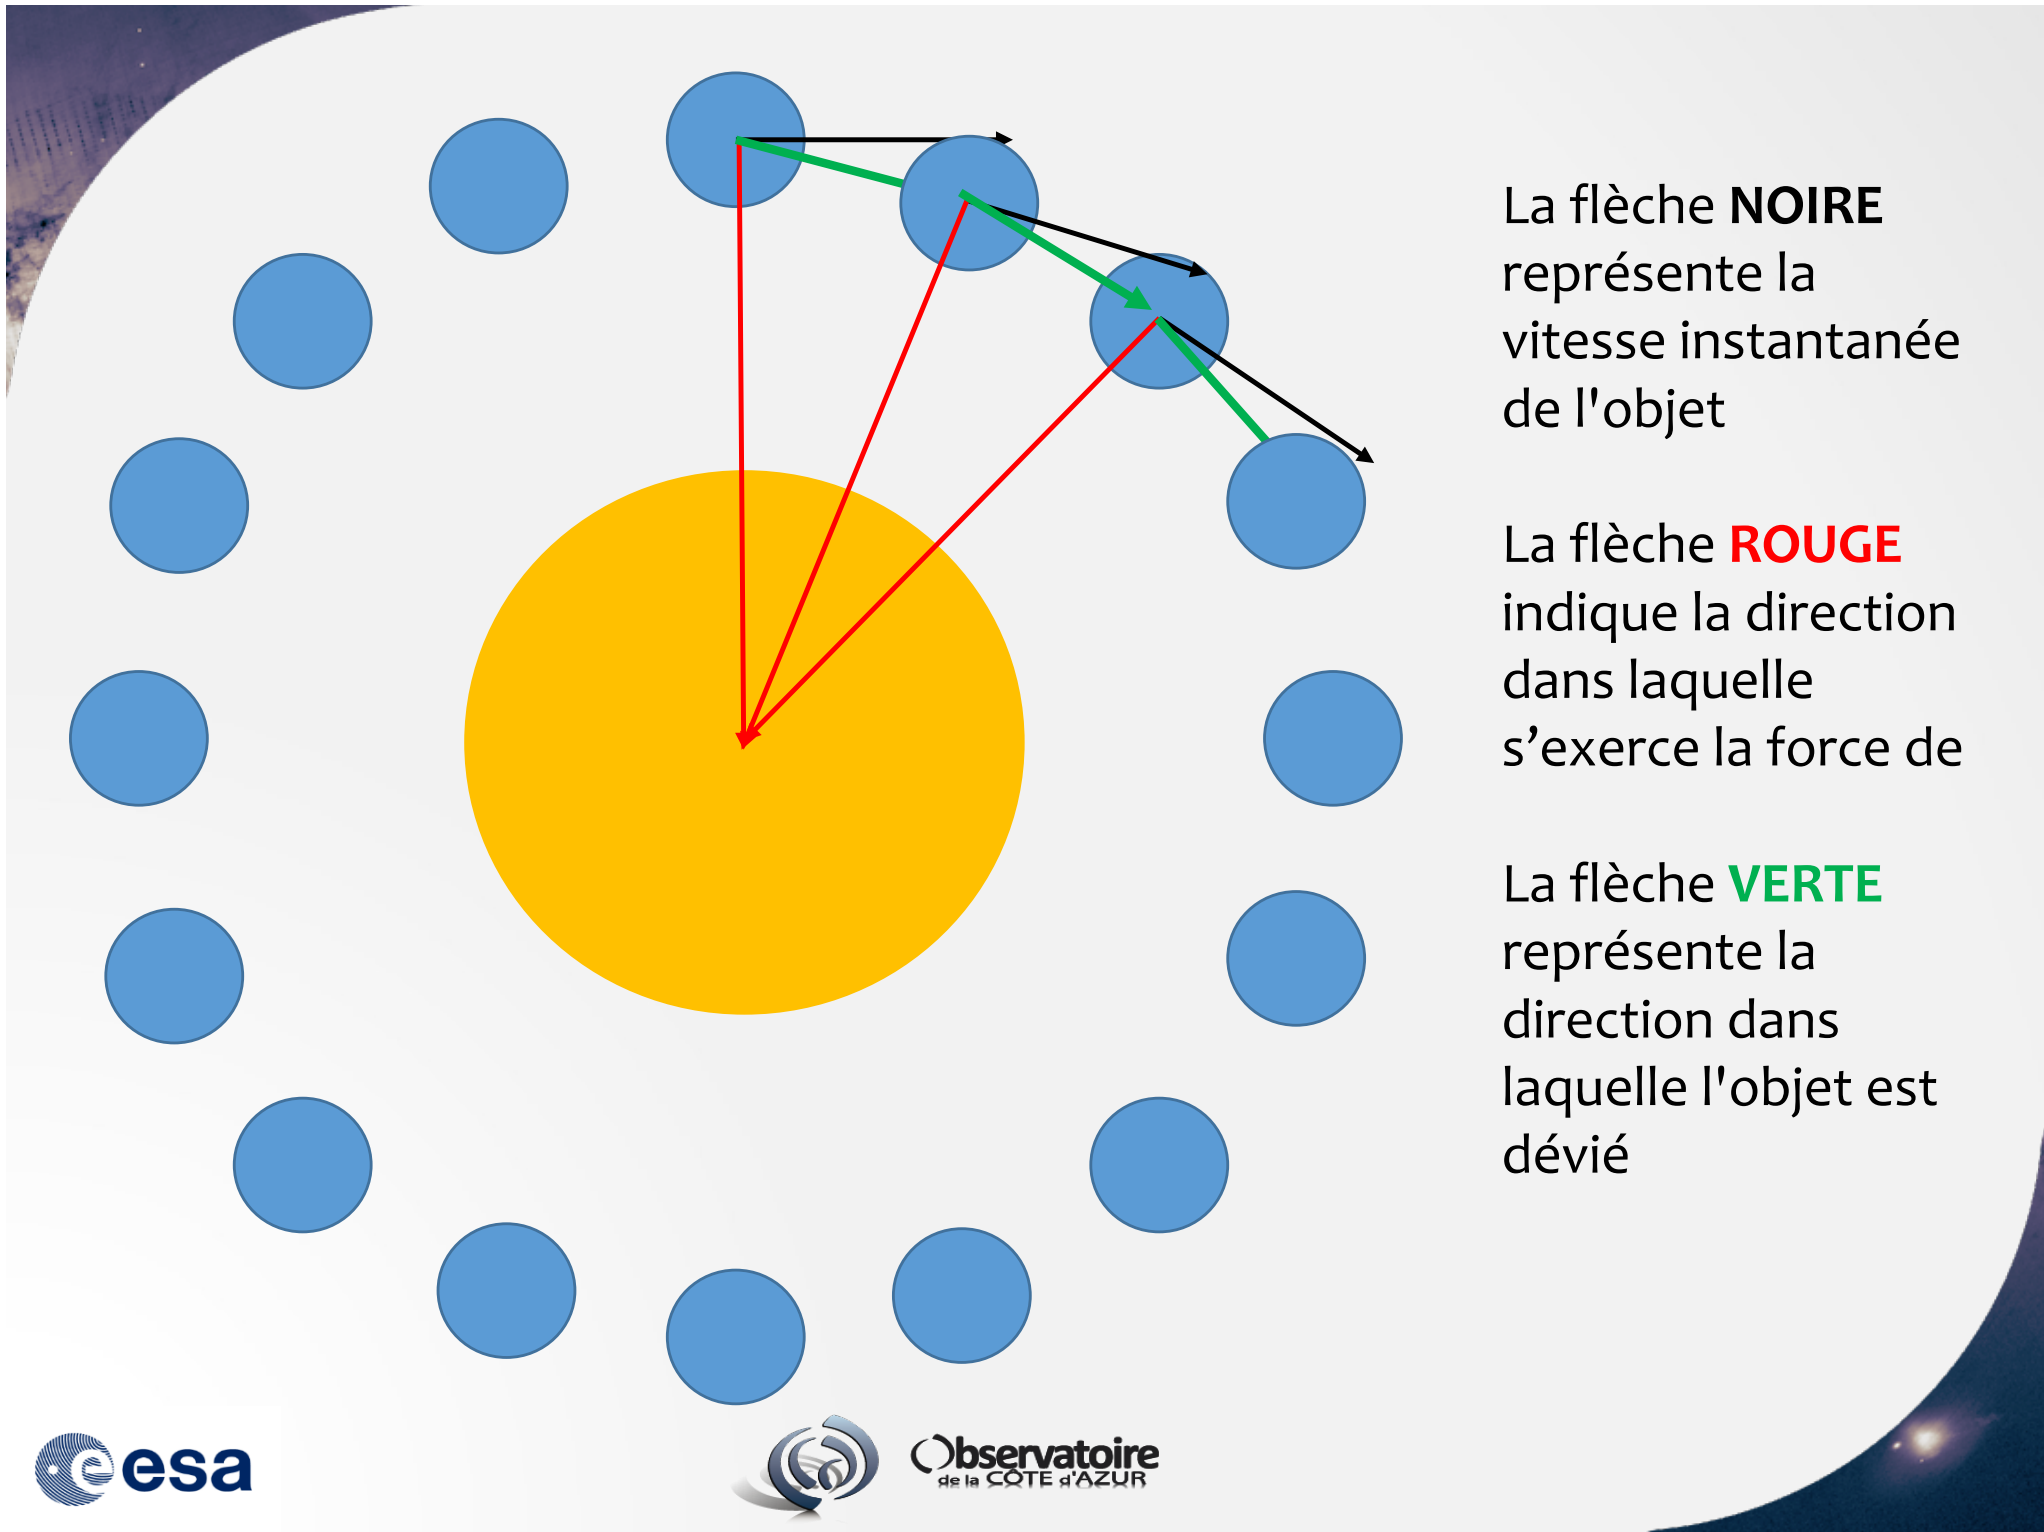 La flèche NOIRE
représente la
vitesse instantanée
de l'objet
La flèche ROUGE
indique la direction
dans laquelle
s’exerce la force de
La flèche VERTE
représente la
direction dans
laquelle l'objet est
dévié
esa
Observatoire
de la CÔTE d'AZUR